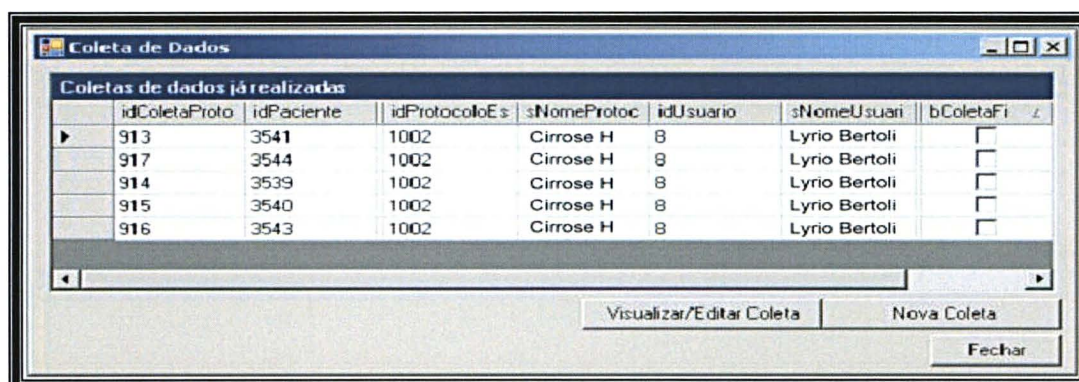 Coleta de Dados
Coletas de dados já realizadas
idColetaProto idPaciente idProtocoloEs sNomeProtoc idUsuario sNomeUsuari bColetaFi
913 3541 1002 Cirrose H 8 Lyrio Bertoli
917 3544 1002 Cirrose H 8 Lyrio Bertoli
914 3539 1002 Cirrose H 8 Lyrio Bertoli
915 3540 1002 Cirrose H 8 Lyrio Bertoli
916 3543 1002 Cirrose H 8 Lyrio Bertoli
Visualizar/Editar Coleta Nova Coleta
Fechar